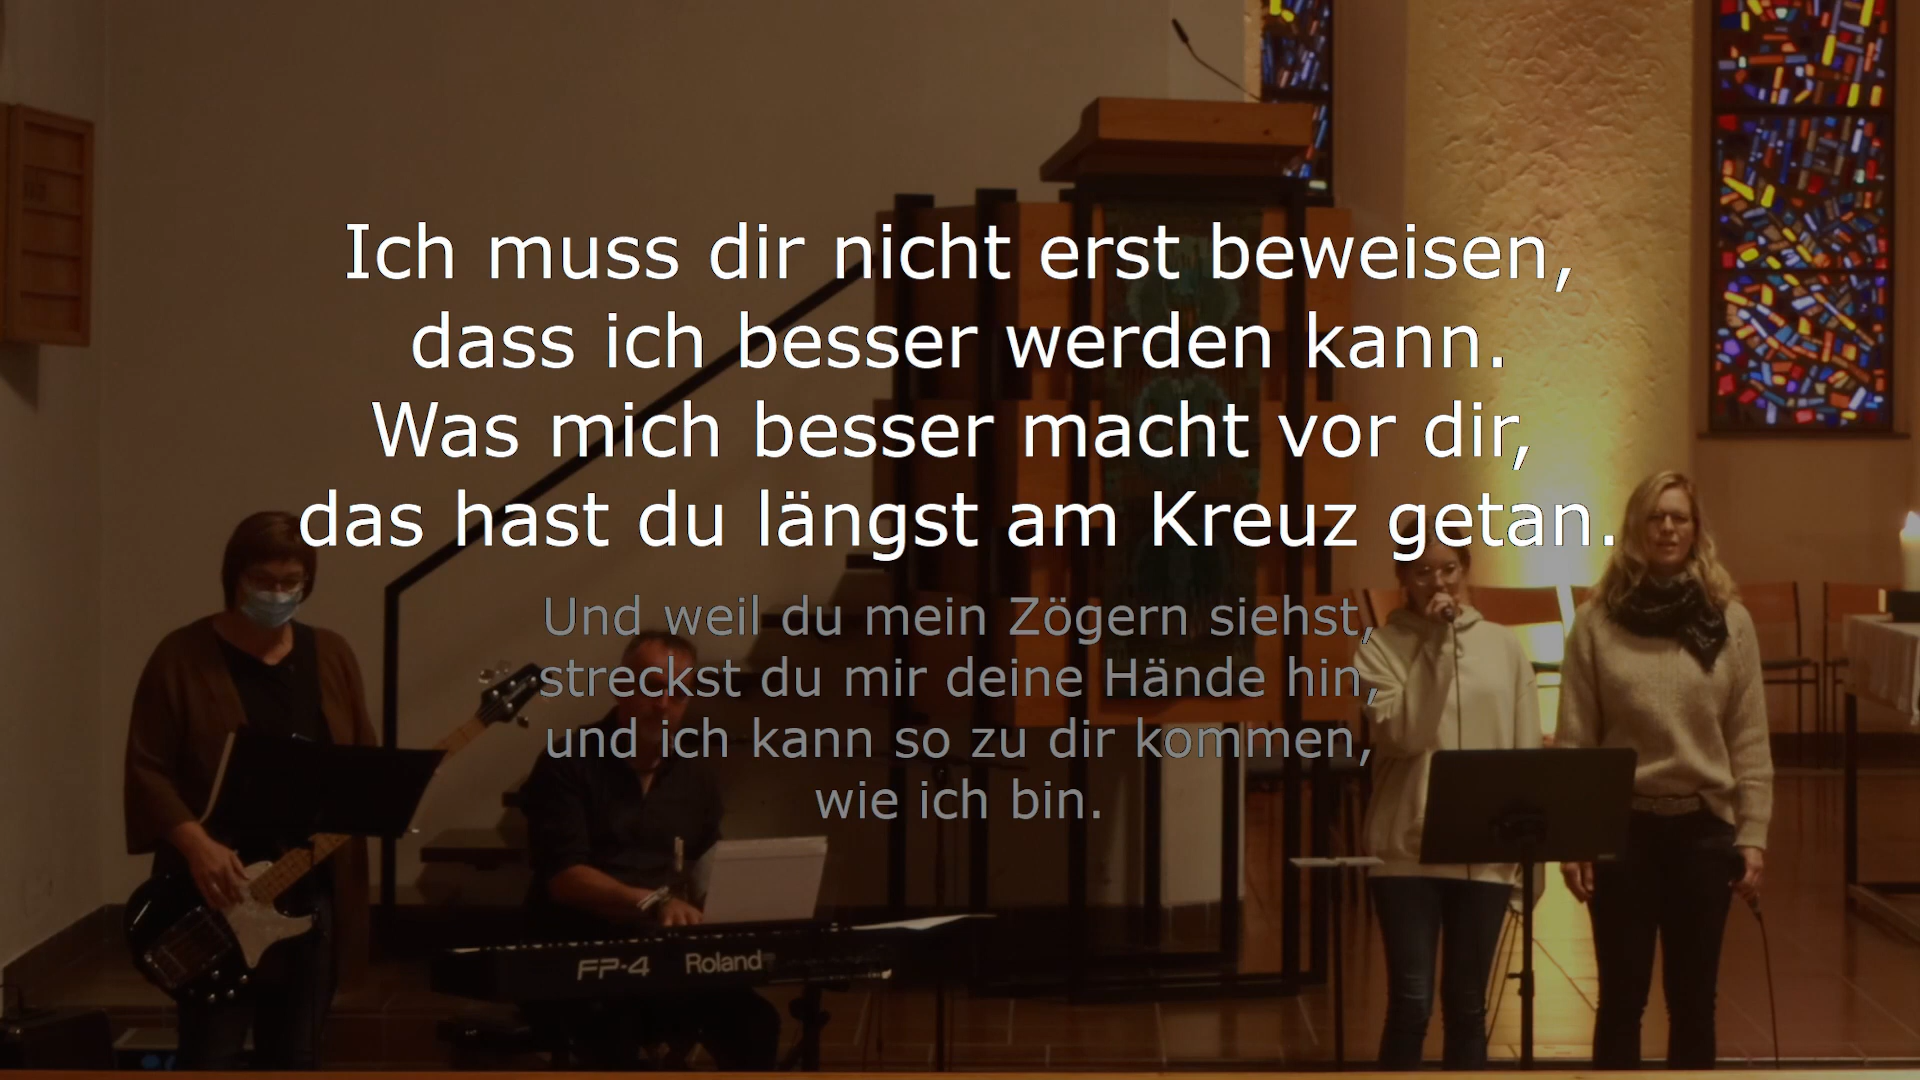 Ich muss dir nicht erst beweisen,
dass ich besser werden kann.
Was mich besser macht vor dir,
das hast du längst am Kreuz getan.
Und weil du mein Zögern siehst,
streckst du mir deine Hände hin,
und ich kann so zu dir kommen,
wie ich bin.
FP-4 Roland